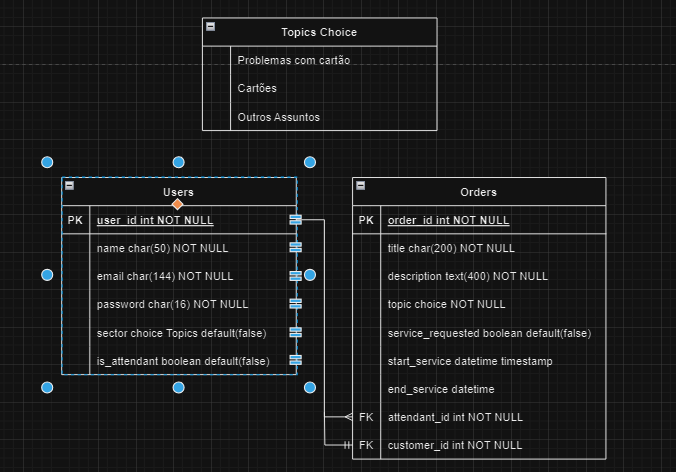 Topics Choice
Problemas com cartão
Cartões
Outros Assuntos
Users
PK user_id int NOT NULL
name char(50) NOT NULL
email char(144) NOT NULL
password char(16) NOT NULL
sector choice Topics default(false)
is_attendant boolean default(false)
Orders
PK order_id int NOT NULL
title char(200) NOT NULL
description text(400) NOT NULL
topic choice NOT NULL
service_requested boolean default(false)
start_service datetime timestamp
end_service datetime
FK attendant_id int NOT NULL
FK customer_id int NOT NULL